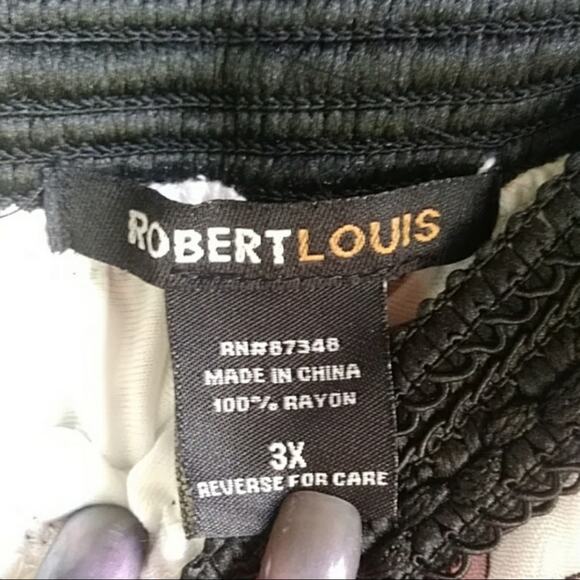 ROBERTLOUIS
RN#87348
MADE IN CHINA
100% RAYON
3X
REVERSE FOR CARE